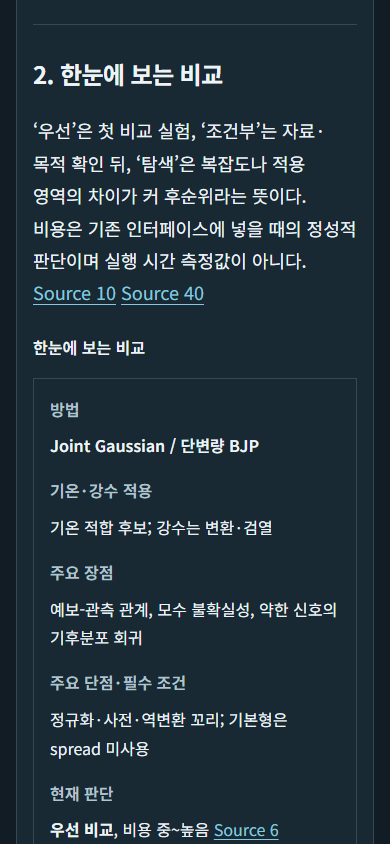 2. 한눈에 보는 비교
‘우선’은 첫 비교 실험, ‘조건부’는 자료·
목적 확인 뒤, ‘탐색’은 복잡도나 적용
영역의 차이가 커 후순위라는 뜻이다.
비용은 기존 인터페이스에 넣을 때의 정성적
판단이며 실행 시간 측정값이 아니다.
Source 10 Source 40
한눈에 보는 비교
방법
Joint Gaussian / 단변량 BJP
기온·강수 적용
기온 적합 후보; 강수는 변환·검열
주요 장점
예보-관측 관계, 모수 불확실성, 약한 신호의
기후분포 회귀
주요 단점·필수 조건
정규화·사전·역변환 꼬리; 기본형은
spread 미사용
현재 판단
우선 비교, 비용 중~높음 Source 6